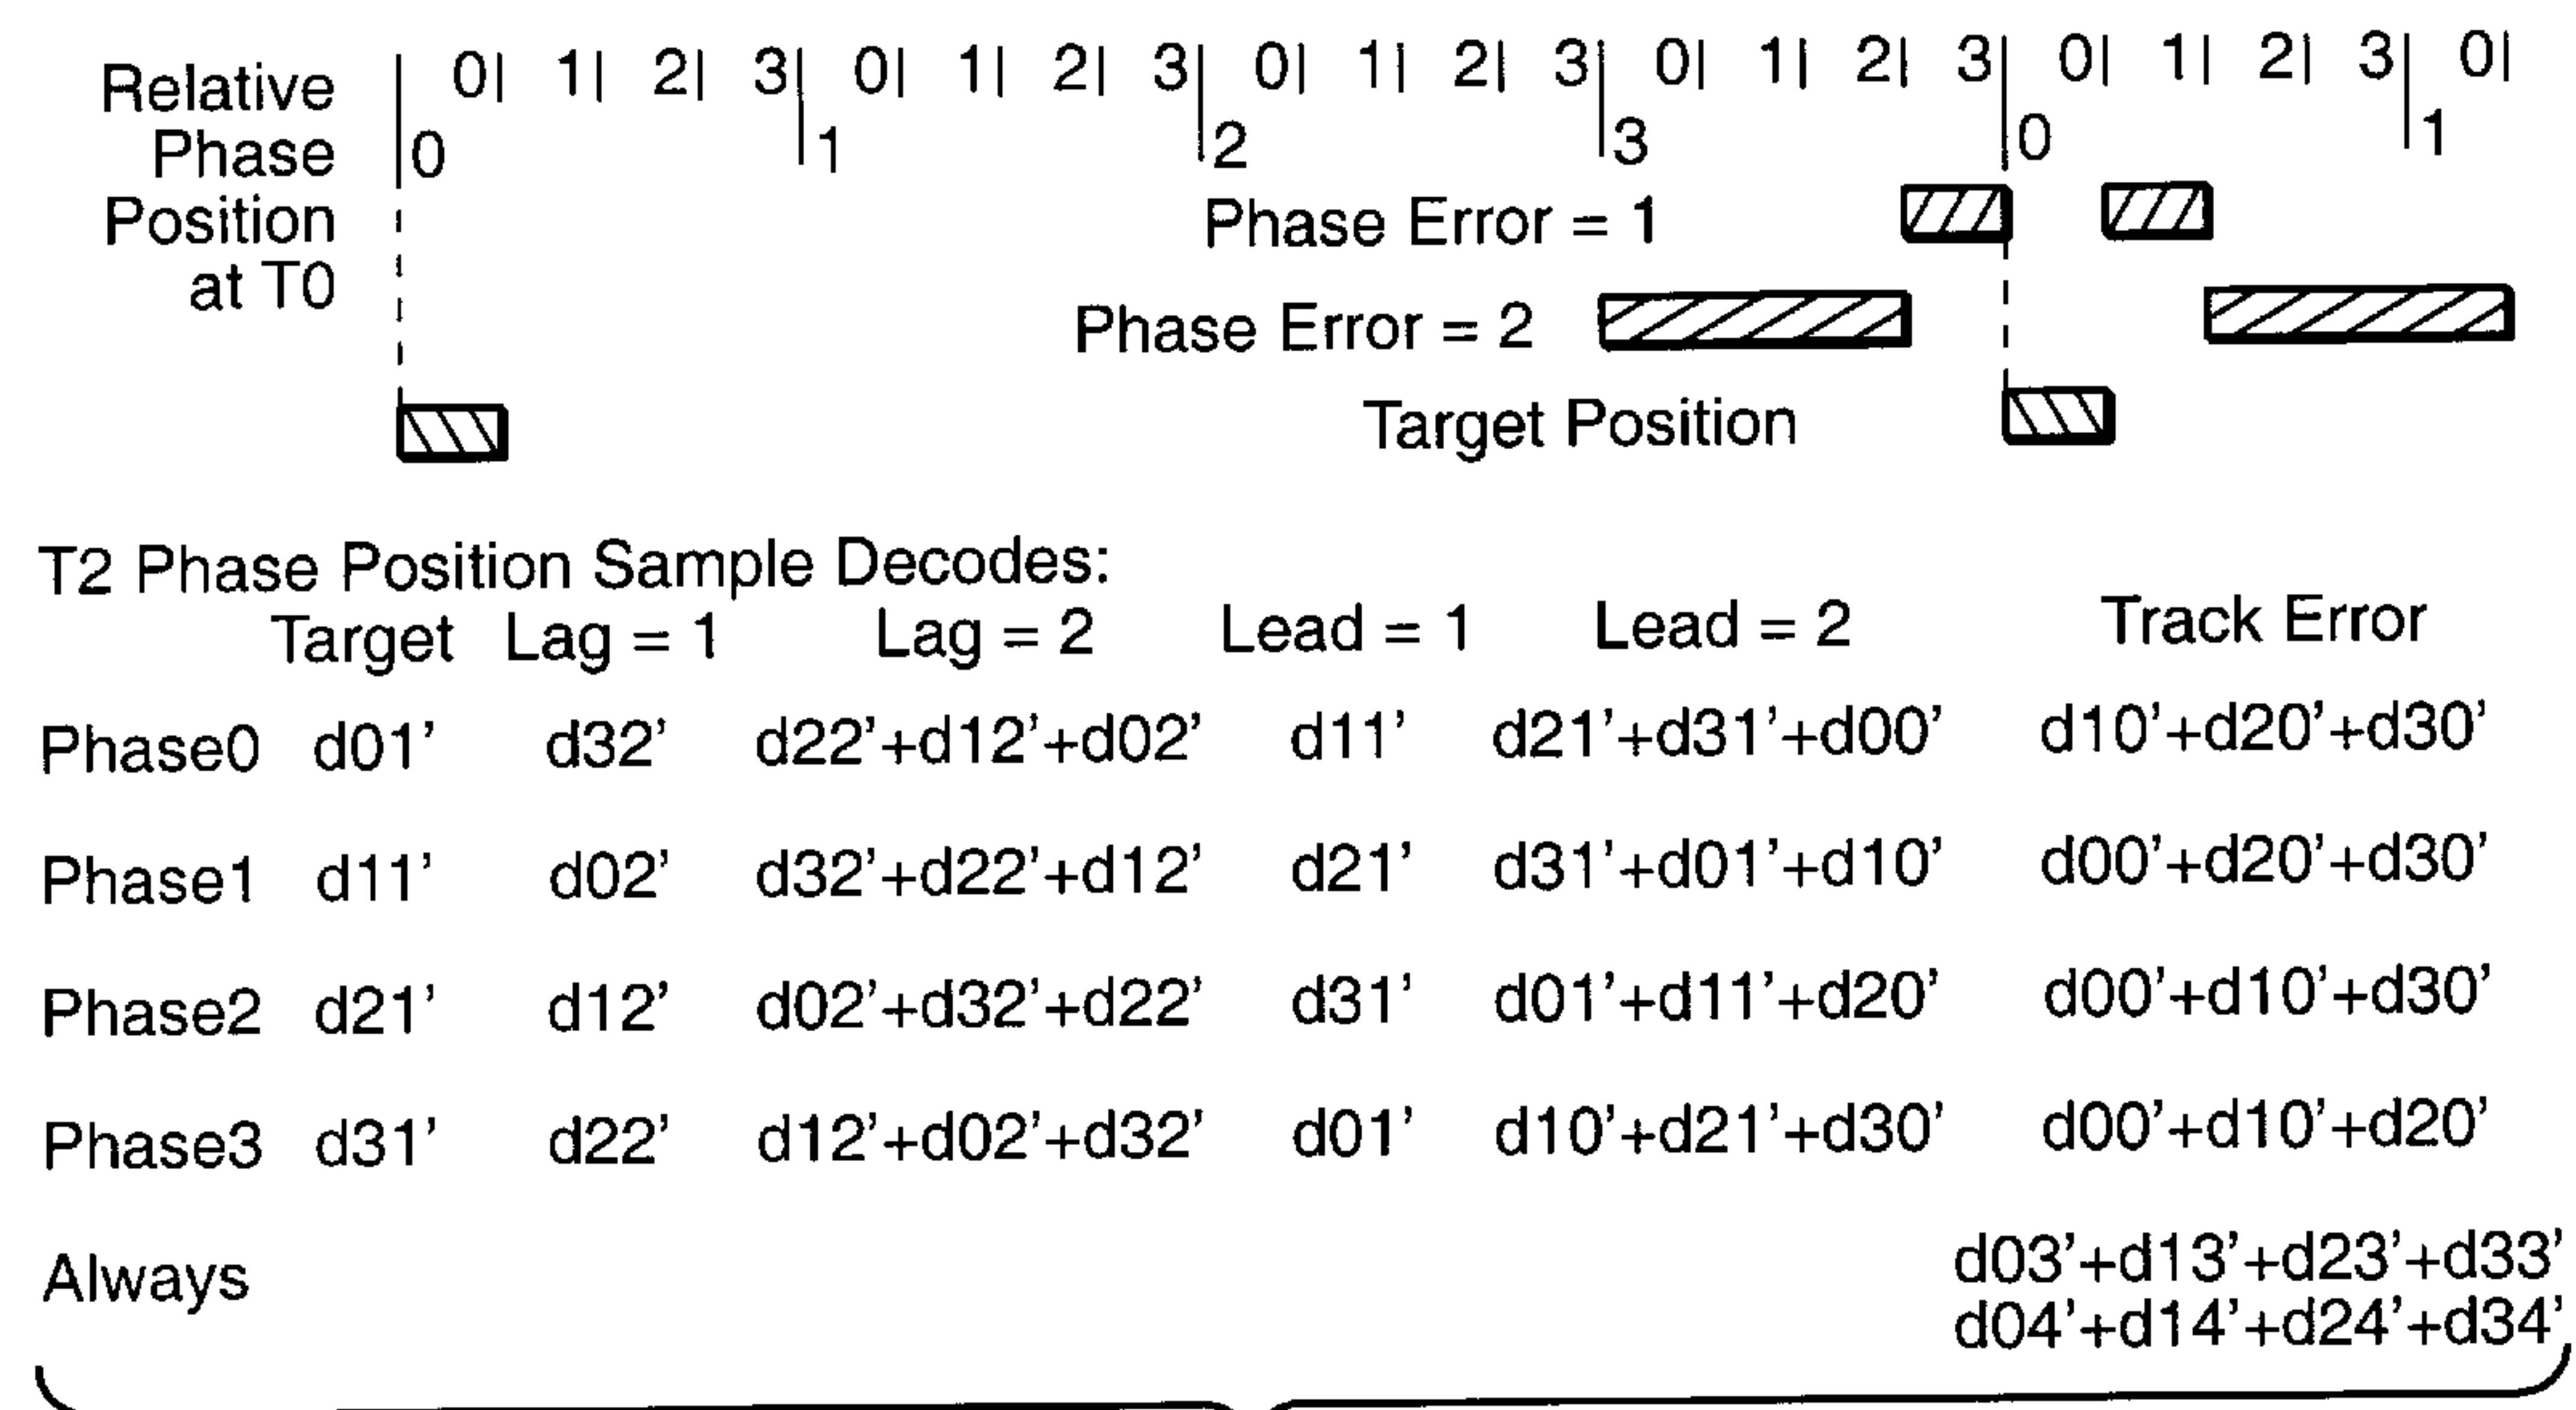 Relative 0| 1| 2| 3| 0| 1| 2| 3| 0| 1| 2| 3| 0| 1| 2| 3| 0| 1| 2| 3| 0|
Phase |0 |1 |2 |3 |0 |1
Position Phase Error = 1
at T0
Phase Error = 2
Target Position
T2 Phase Position Sample Decodes:
Target Lag = 1 Lag = 2 Lead = 1 Lead = 2 Track Error
Phase0 d01' d32' d22'+d12'+d02' d11' d21'+d31'+d00' d10'+d20'+d30'
Phase1 d11' d02' d32'+d22'+d12' d21' d31'+d01'+d10' d00'+d20'+d30'
Phase2 d21' d12' d02'+d32'+d22' d31' d01'+d11'+d20' d00'+d10'+d30'
Phase3 d31' d22' d12'+d02'+d32' d01' d10'+d21'+d30' d00'+d10'+d20'
Always d03'+d13'+d23'+d33'
d04'+d14'+d24'+d34'